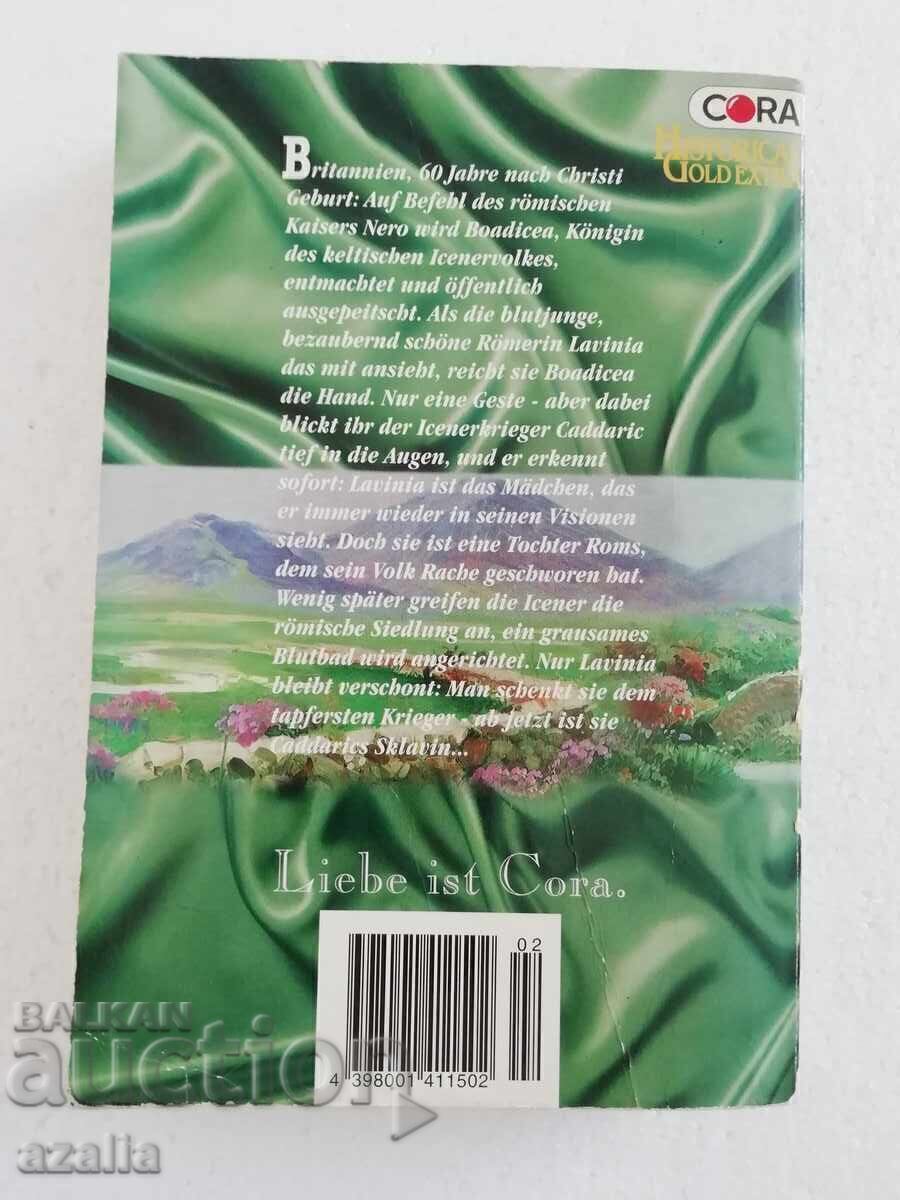 CORA
HISTORICAL
GOLD EXTRA
Britannien, 60 Jahre nach Christi
Geburt: Auf Befehl des römischen
Kaisers Nero wird Boadicea, Königin
des keltischen Icenervolkes,
entmachtet und öffentlich
ausgepeitscht. Als die blutjunge,
bezaubernd schöne Römerin Lavinia
das mit ansieht, reicht sie Boadicea
die Hand. Nur eine Geste - aber dabei
blickt ihr der Icenerkrieger Caddaric
tief in die Augen, und er erkennt
sofort: Lavinia ist das Mädchen, das
er immer wieder in seinen Visionen
sieht. Doch sie ist eine Tochter Roms,
dem sein Volk Rache geschworen hat.
Wenig später greifen die Icener die
römische Siedlung an, ein grausames
Blutbad wird angerichtet. Nur Lavinia
bleibt verschont: Man schenkt sie dem
tapfersten Krieger - ab jetzt ist sie
Caddarics Sklavin...
Liebe ist Cora.
02
4 398001 411502
BALKAN
auction
azalia